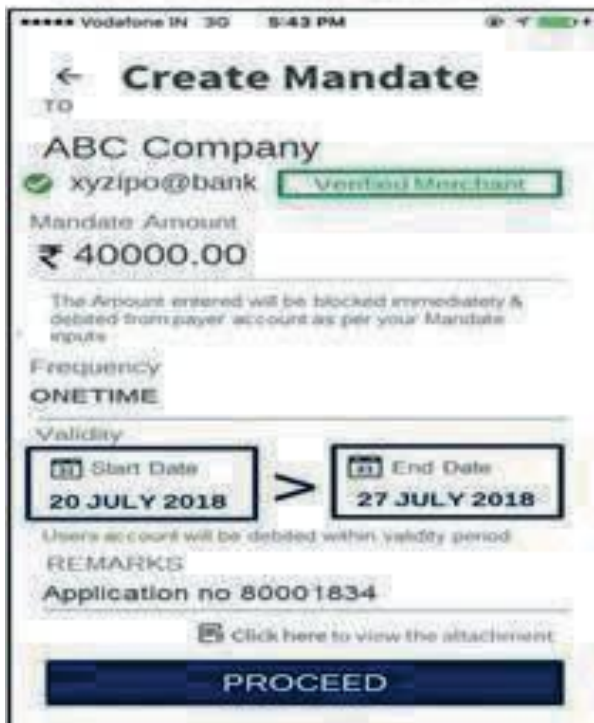 Vodafone IN 3G 5:43 PM
← Create Mandate
TO
ABC Company
xyzipo@bank Verified Merchant
Mandate Amount
₹ 40000.00
The Amount entered will be blocked immediately &
debited from payer account as per your Mandate
inputs
Frequency
ONETIME
Validity
31 Start Date > 31 End Date
20 JULY 2018 27 JULY 2018
Users account will be debited within validity period
REMARKS
Application no 80001834
Click here to view the attachment
PROCEED